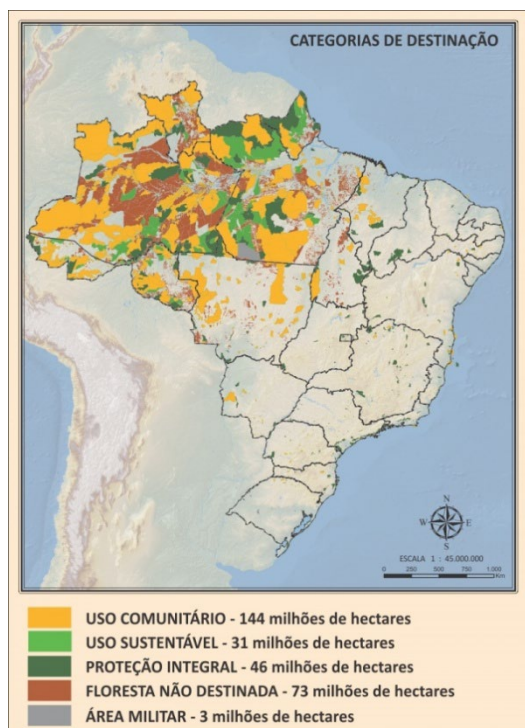 CATEGORIAS DE DESTINAÇÃO
N
W E
S
ESCALA 1 : 45.000.000
0 250 500 750 1.000
Km
USO COMUNITÁRIO - 144 milhões de hectares
USO SUSTENTÁVEL - 31 milhões de hectares
PROTEÇÃO INTEGRAL - 46 milhões de hectares
FLORESTA NÃO DESTINADA - 73 milhões de hectares
ÁREA MILITAR - 3 milhões de hectares